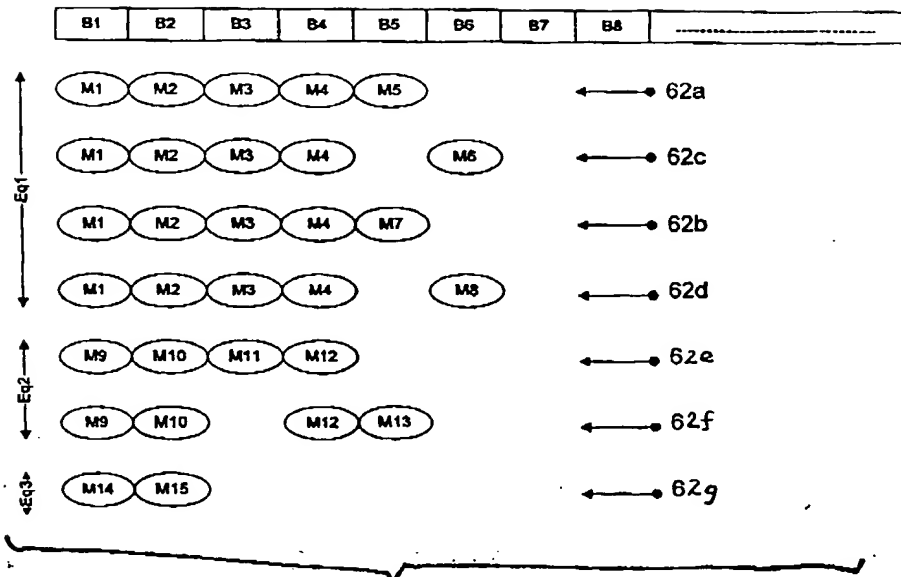 B1 B2 B3 B4 B5 B6 B7 B8
M1 M2 M3 M4 M5 62a
M1 M2 M3 M4 M6 62c
Eq1
M1 M2 M3 M4 M7 62b
M1 M2 M3 M4 M8 62d
M9 M10 M11 M12 62e
Eq2
M9 M10 M12 M13 62f
Eq3 M14 M15 62g